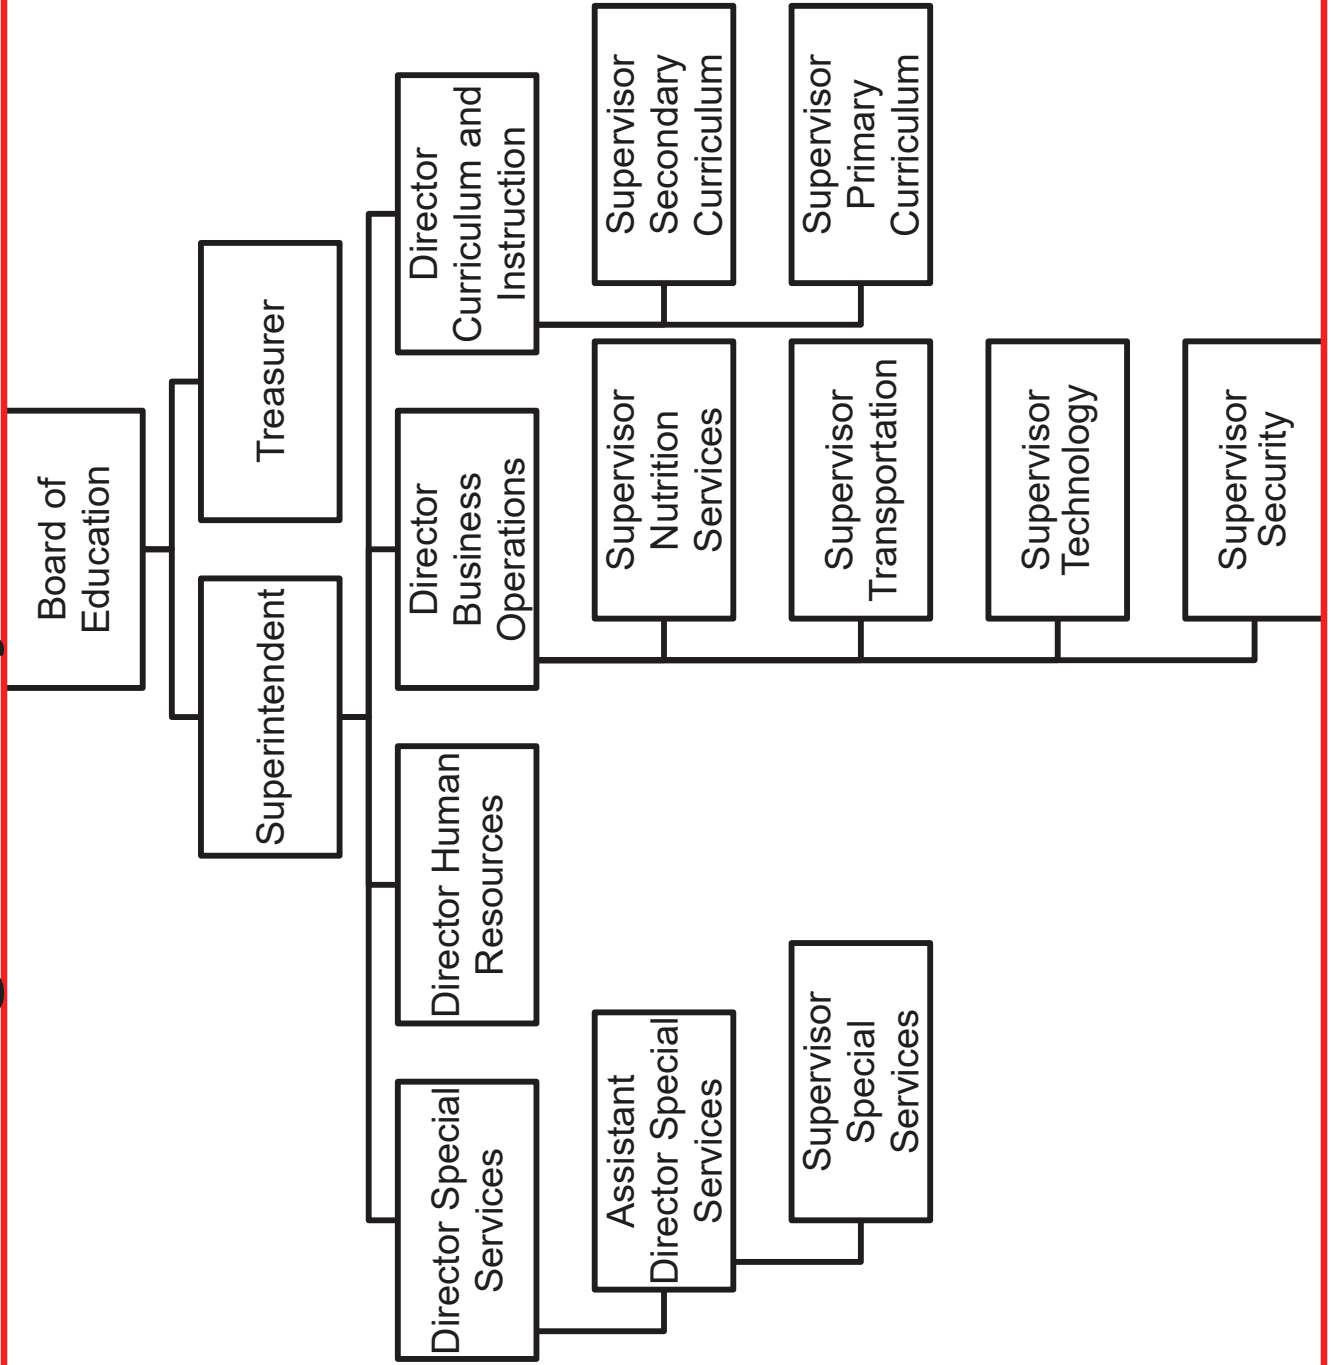 Board of
Education
Superintendent
Treasurer
Director Special
Services
Director Human
Resources
Director
Business
Operations
Director
Curriculum and
Instruction
Assistant
Director Special
Services
Supervisor
Special
Services
Supervisor
Nutrition
Services
Supervisor
Transportation
Supervisor
Technology
Supervisor
Security
Supervisor
Secondary
Curriculum
Supervisor
Primary
Curriculum